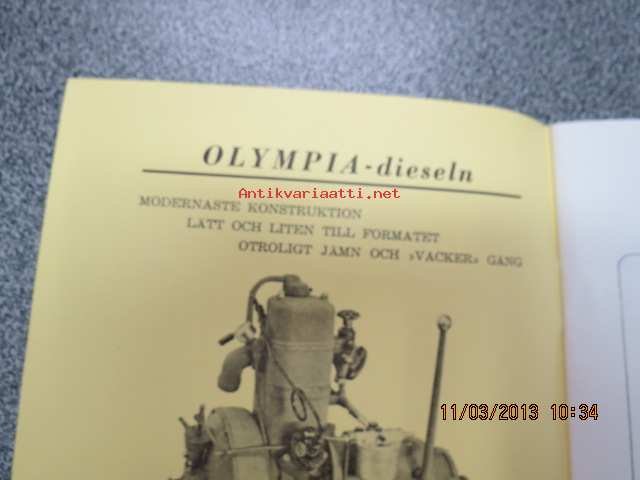 OLYMPIA-dieseln
Antikvariaatti.net
MODERNASTE KONSTRUKTION
LÄTT OCH LITEN TILL FORMATET
OTROLIGT JÄMN OCH »VACKER» GÅNG
11/03/2013 10:34